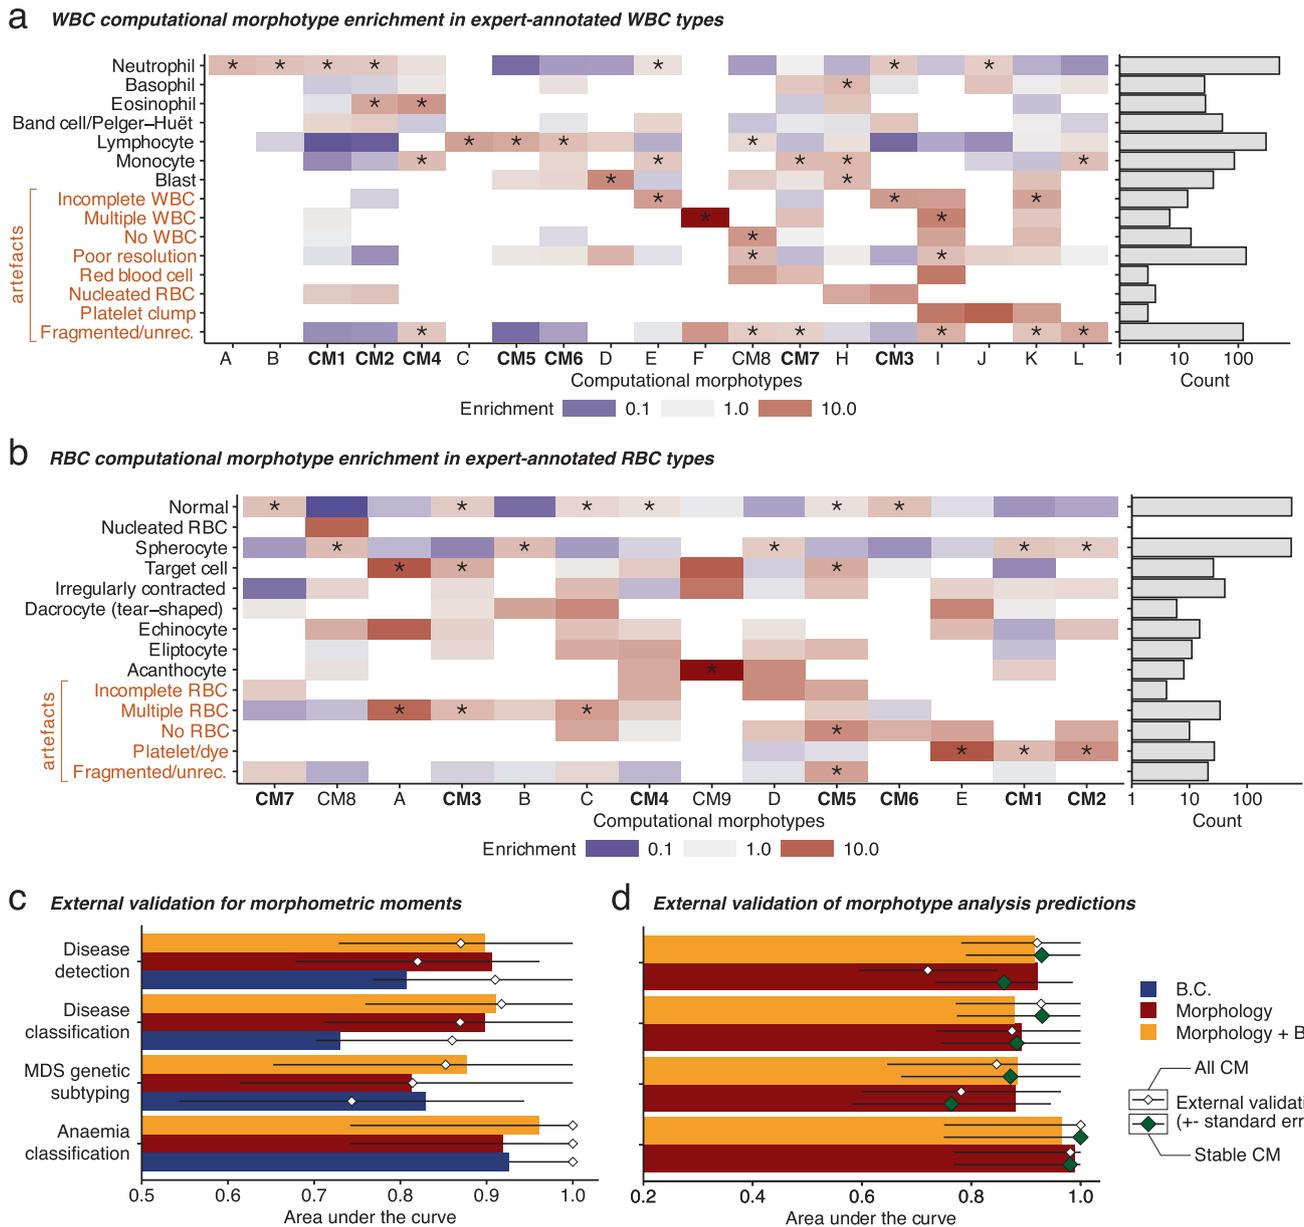 a WBC computational morphotype enrichment in expert-annotated WBC types
Neutrophil
Basophil
Eosinophil
Band cell/Pelger–Huët
Lymphocyte
Monocyte
Blast
artefacts
Incomplete WBC
Multiple WBC
No WBC
Poor resolution
Red blood cell
Nucleated RBC
Platelet clump
Fragmented/unrec.
A B CM1 CM2 CM4 C CM5 CM6 D E F CM8 CM7 H CM3 I J K L
Computational morphotypes
1 10 100
Count
Enrichment 0.1 1.0 10.0
b RBC computational morphotype enrichment in expert-annotated RBC types
Normal
Nucleated RBC
Spherocyte
Target cell
Irregularly contracted
Dacrocyte (tear–shaped)
Echinocyte
Eliptocyte
Acanthocyte
artefacts
Incomplete RBC
Multiple RBC
No RBC
Platelet/dye
Fragmented/unrec.
CM7 CM8 A CM3 B C CM4 CM9 D CM5 CM6 E CM1 CM2
Computational morphotypes
1 10 100
Count
Enrichment 0.1 1.0 10.0
c External validation for morphometric moments
Disease
detection
Disease
classification
MDS genetic
subtyping
Anaemia
classification
0.5 0.6 0.7 0.8 0.9 1.0
Area under the curve
d External validation of morphotype analysis predictions
0.2 0.4 0.6 0.8 1.0
Area under the curve
B.C.
Morphology
Morphology + B
All CM
External validati
(+- standard err
Stable CM